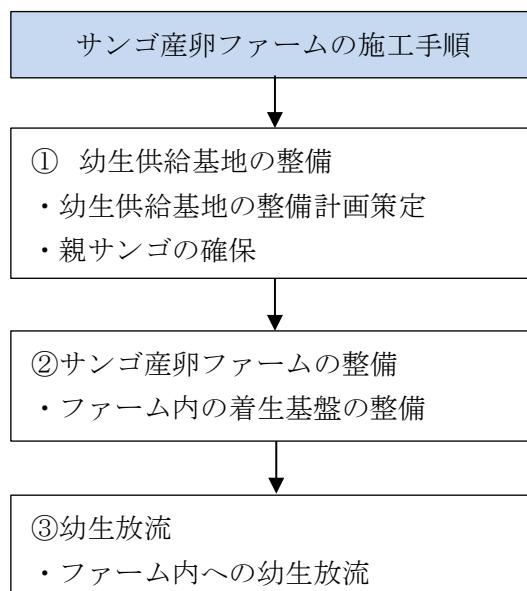 サンゴ産卵ファームの施工手順
① 幼生供給基地の整備
・幼生供給基地の整備計画策定
・親サンゴの確保
②サンゴ産卵ファームの整備
・ファーム内の着生基盤の整備
③幼生放流
・ファーム内への幼生放流